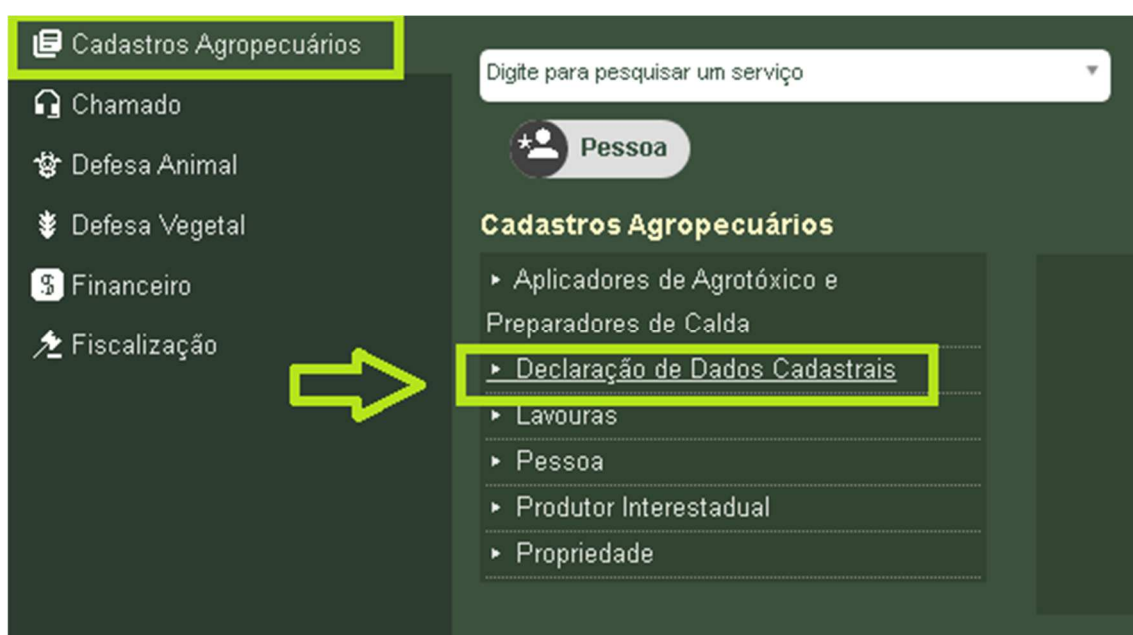 Cadastros Agropecuários
Chamado
Defesa Animal
Defesa Vegetal
Financeiro
Fiscalização
Digite para pesquisar um serviço
Pessoa
Cadastros Agropecuários
Aplicadores de Agrotóxico e
Preparadores de Calda
Declaração de Dados Cadastrais
Lavouras
Pessoa
Produtor Interestadual
Propriedade